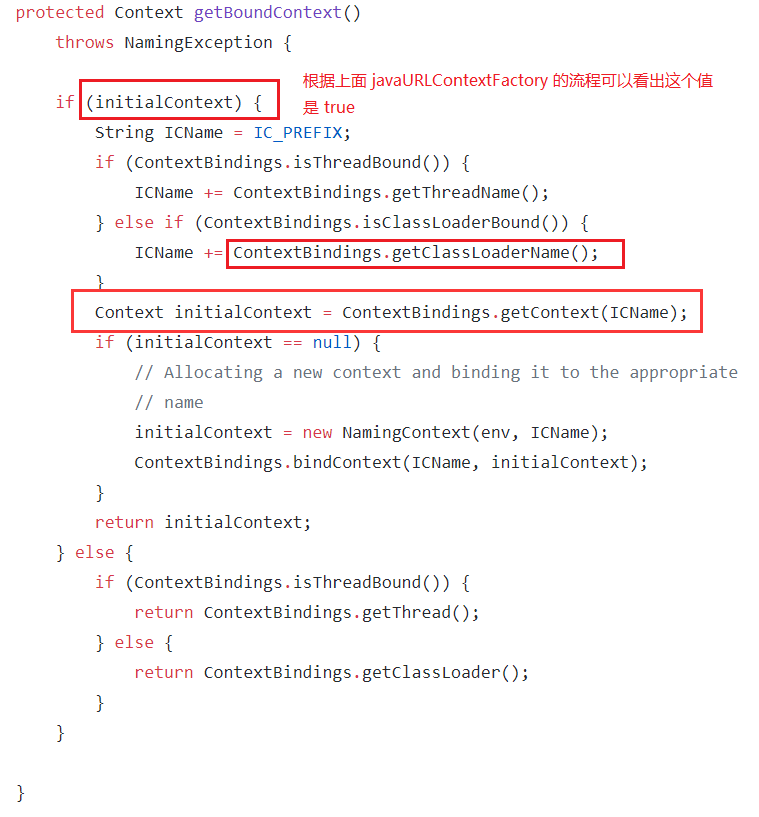 protected Context getBoundContext()
    throws NamingException {
根据上面 javaURLContextFactory 的流程可以看出这个值
是 true
    if (initialContext) {
        String ICName = IC_PREFIX;
        if (ContextBindings.isThreadBound()) {
            ICName += ContextBindings.getThreadName();
        } else if (ContextBindings.isClassLoaderBound()) {
            ICName += ContextBindings.getClassLoaderName();
        }
        Context initialContext = ContextBindings.getContext(ICName);
        if (initialContext == null) {
            // Allocating a new context and binding it to the appropriate
            // name
            initialContext = new NamingContext(env, ICName);
            ContextBindings.bindContext(ICName, initialContext);
        }
        return initialContext;
    } else {
        if (ContextBindings.isThreadBound()) {
            return ContextBindings.getThread();
        } else {
            return ContextBindings.getClassLoader();
        }
    }
}